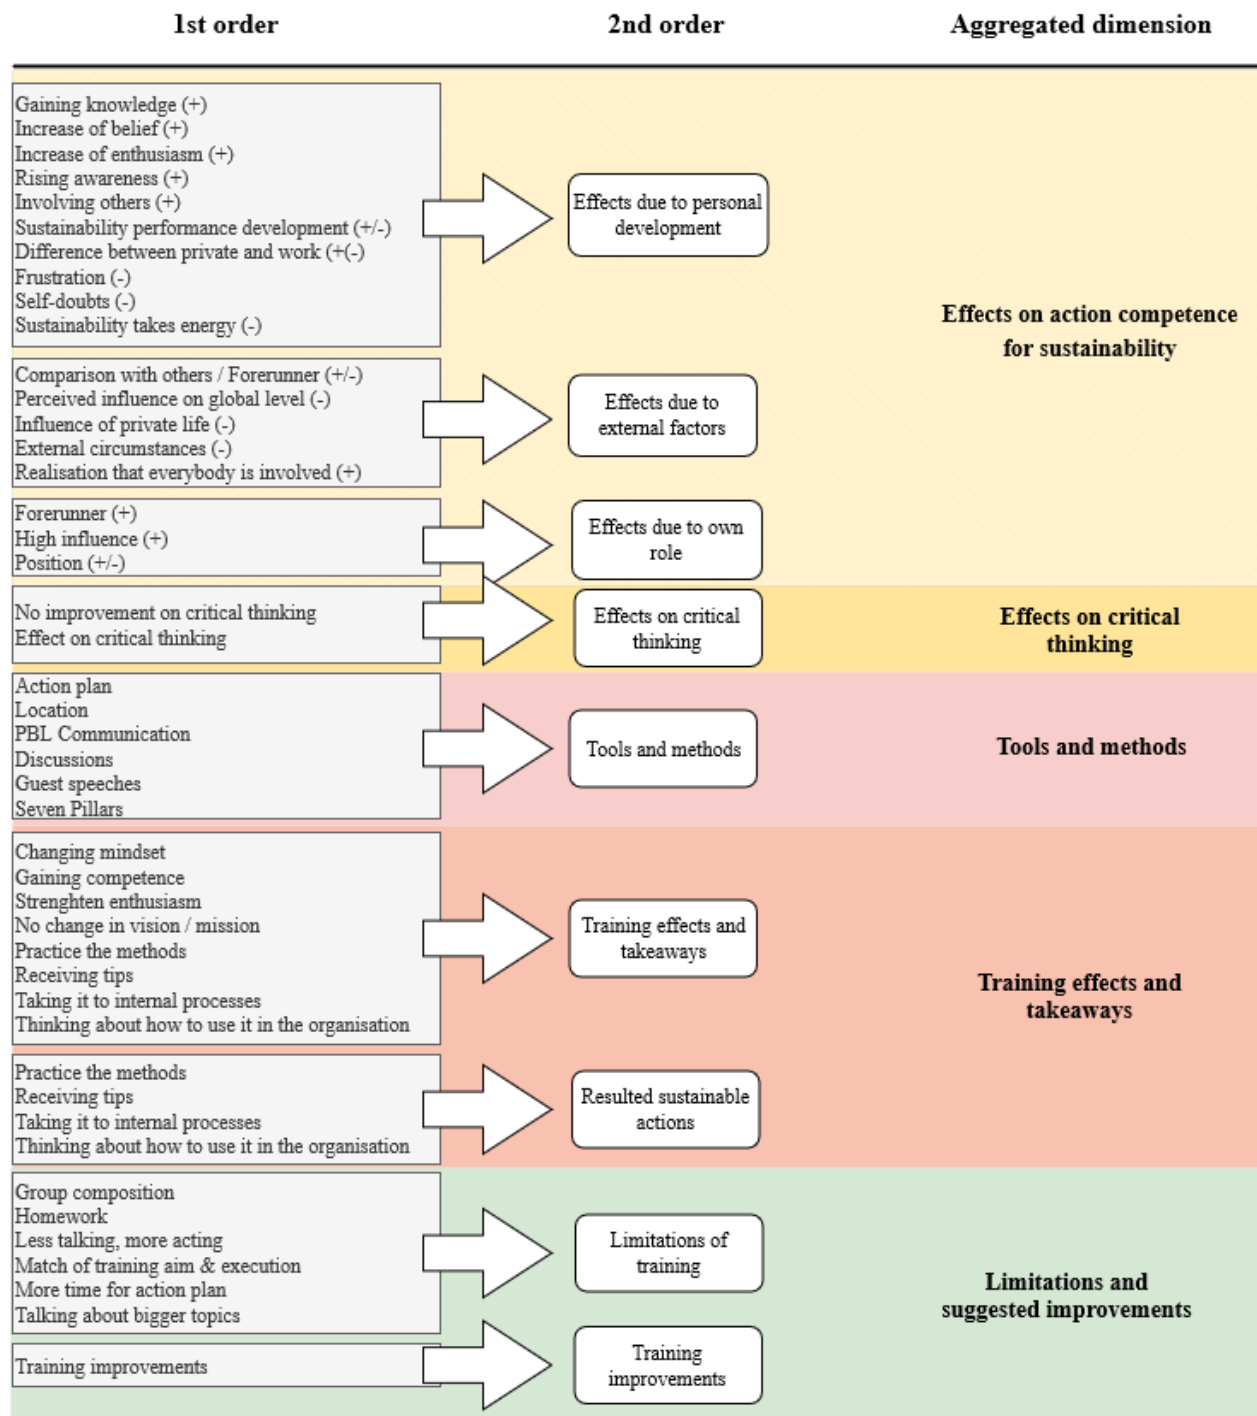 1st order
2nd order
Aggregated dimension
Gaining knowledge (+)
Increase of belief (+)
Increase of enthusiasm (+)
Rising awareness (+)
Involving others (+)
Sustainability performance development (+/-)
Difference between private and work (+(-)
Frustration (-)
Self-doubts (-)
Sustainability takes energy (-)
Effects due to personal
development
Comparison with others / Forerunner (+/-)
Perceived influence on global level (-)
Influence of private life (-)
External circumstances (-)
Realisation that everybody is involved (+)
Effects due to
external factors
Forerunner (+)
High influence (+)
Position (+/-)
Effects due to own
role
Effects on action competence
for sustainability
No improvement on critical thinking
Effect on critical thinking
Effects on critical
thinking
Effects on critical
thinking
Action plan
Location
PBL Communication
Discussions
Guest speeches
Seven Pillars
Tools and methods
Tools and methods
Changing mindset
Gaining competence
Strenghten enthusiasm
No change in vision / mission
Practice the methods
Receiving tips
Taking it to internal processes
Thinking about how to use it in the organisation
Training effects and
takeaways
Practice the methods
Receiving tips
Taking it to internal processes
Thinking about how to use it in the organisation
Resulted sustainable
actions
Training effects and
takeaways
Group composition
Homework
Less talking, more acting
Match of training aim & execution
More time for action plan
Talking about bigger topics
Limitations of
training
Training improvements
Training
improvements
Limitations and
suggested improvements